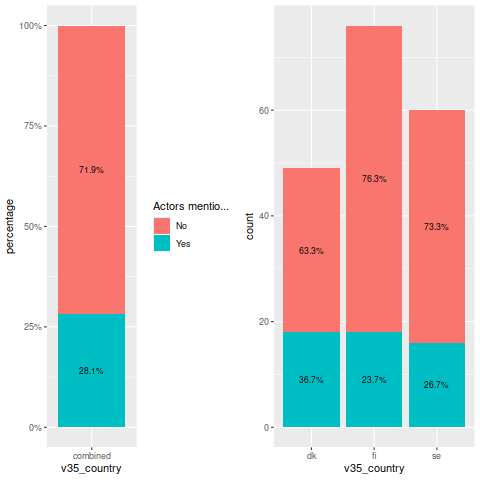 100%
75%
50%
25%
0%
percentage
71.9%
28.1%
combined
v35_country
Actors mentio...
No
Yes
60
40
20
0
count
63.3%
36.7%
76.3%
23.7%
73.3%
26.7%
dk
fi
se
v35_country